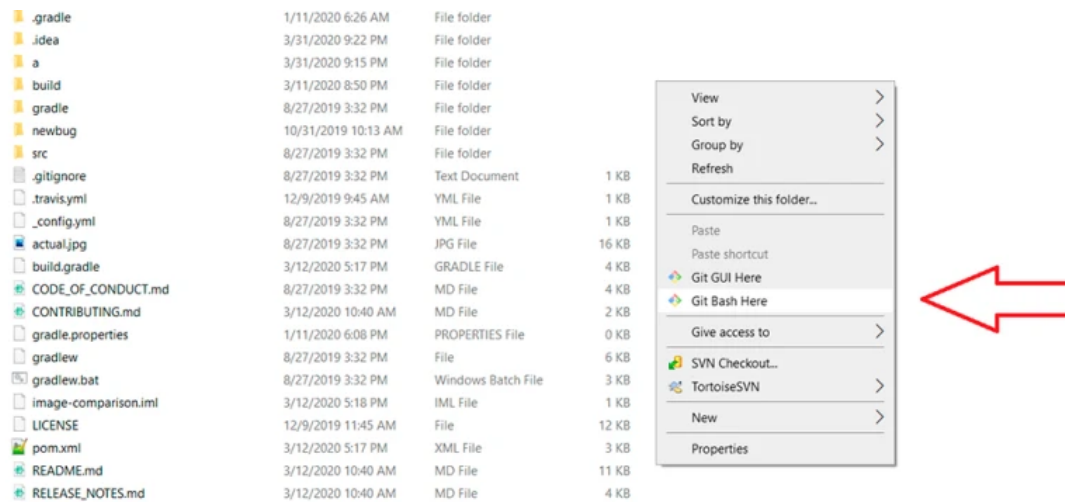 .gradle 1/11/2020 6:26 AM File folder
.idea 3/31/2020 9:22 PM File folder
a 3/31/2020 9:15 PM File folder
build 3/11/2020 8:50 PM File folder
gradle 8/27/2019 3:32 PM File folder
newbug 10/31/2019 10:13 AM File folder
src 8/27/2019 3:32 PM File folder
.gitignore 8/27/2019 3:32 PM Text Document 1 KB
.travis.yml 12/9/2019 9:45 AM YML File 1 KB
_config.yml 8/27/2019 3:32 PM YML File 1 KB
actual.jpg 8/27/2019 3:32 PM JPG File 16 KB
build.gradle 3/12/2020 5:17 PM GRADLE File 4 KB
CODE_OF_CONDUCT.md 8/27/2019 3:32 PM MD File 4 KB
CONTRIBUTING.md 3/12/2020 10:40 AM MD File 2 KB
gradle.properties 1/11/2020 6:08 PM PROPERTIES File 0 KB
gradlew 8/27/2019 3:32 PM File 6 KB
gradlew.bat 8/27/2019 3:32 PM Windows Batch File 3 KB
image-comparison.iml 3/12/2020 5:18 PM IML File 1 KB
LICENSE 12/9/2019 11:45 AM File 12 KB
pom.xml 3/12/2020 5:17 PM XML File 3 KB
README.md 3/12/2020 10:40 AM MD File 11 KB
RELEASE_NOTES.md 3/12/2020 10:40 AM MD File 4 KB
View
Sort by
Group by
Refresh
Customize this folder...
Paste
Paste shortcut
Git GUI Here
Git Bash Here
Give access to
SVN Checkout...
TortoiseSVN
New
Properties